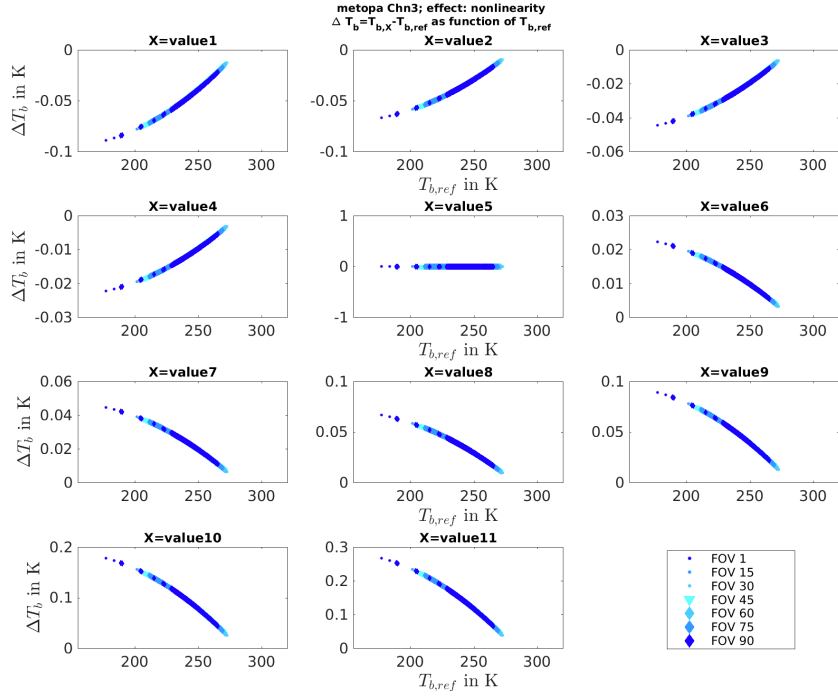 metopa Chn3; effect: nonlinearity
Δ T_b=T_b,X-T_b,ref as function of T_b,ref
X=value1
X=value2
X=value3
0
-0.05
-0.1
ΔT_b in K
200 250 300
0
-0.05
-0.1
200 250 300
T_b,ref in K
0
-0.02
-0.04
-0.06
200 250 300
X=value4
X=value5
X=value6
0
-0.01
-0.02
-0.03
ΔT_b in K
200 250 300
1
0
-1
200 250 300
T_b,ref in K
0.03
0.02
0.01
0
200 250 300
X=value7
X=value8
X=value9
0.06
0.04
0.02
0
ΔT_b in K
200 250 300
0.1
0.05
0
200 250 300
T_b,ref in K
0.1
0.05
0
200 250 300
X=value10
X=value11
0.2
0.1
0
ΔT_b in K
200 250 300
0.3
0.2
0.1
0
200 250 300
T_b,ref in K
FOV 1
FOV 15
FOV 30
FOV 45
FOV 60
FOV 75
FOV 90